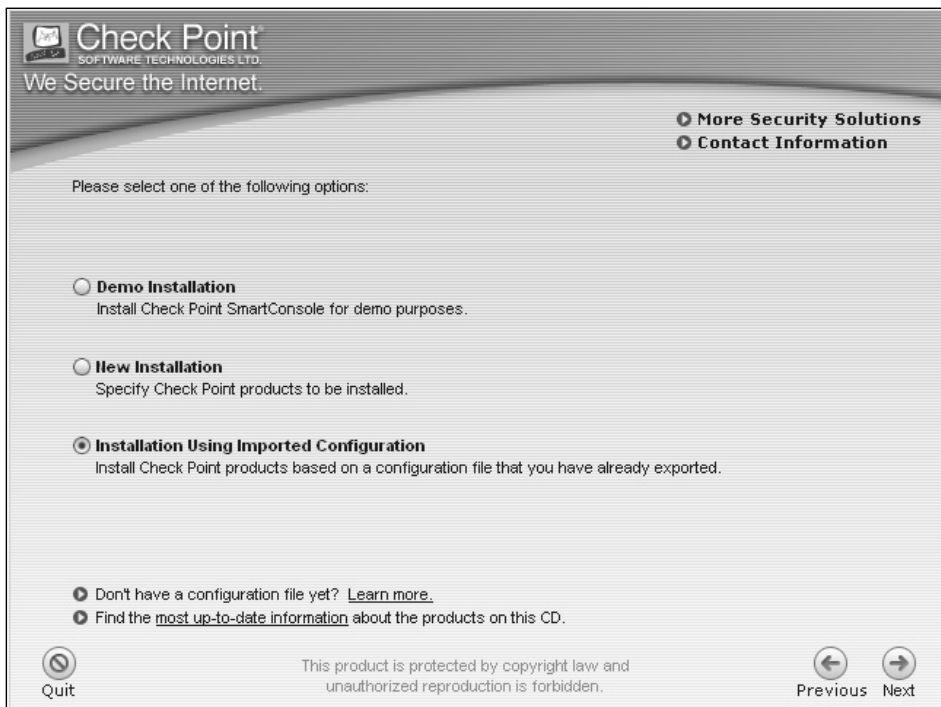 Check Point
SOFTWARE TECHNOLOGIES LTD.
We Secure the Internet.
More Security Solutions
Contact Information
Please select one of the following options:
Demo Installation
Install Check Point SmartConsole for demo purposes.
New Installation
Specify Check Point products to be installed.
Installation Using Imported Configuration
Install Check Point products based on a configuration file that you have already exported.
Don't have a configuration file yet? Learn more.
Find the most up-to-date information about the products on this CD.
Quit
This product is protected by copyright law and
unauthorized reproduction is forbidden.
Previous Next